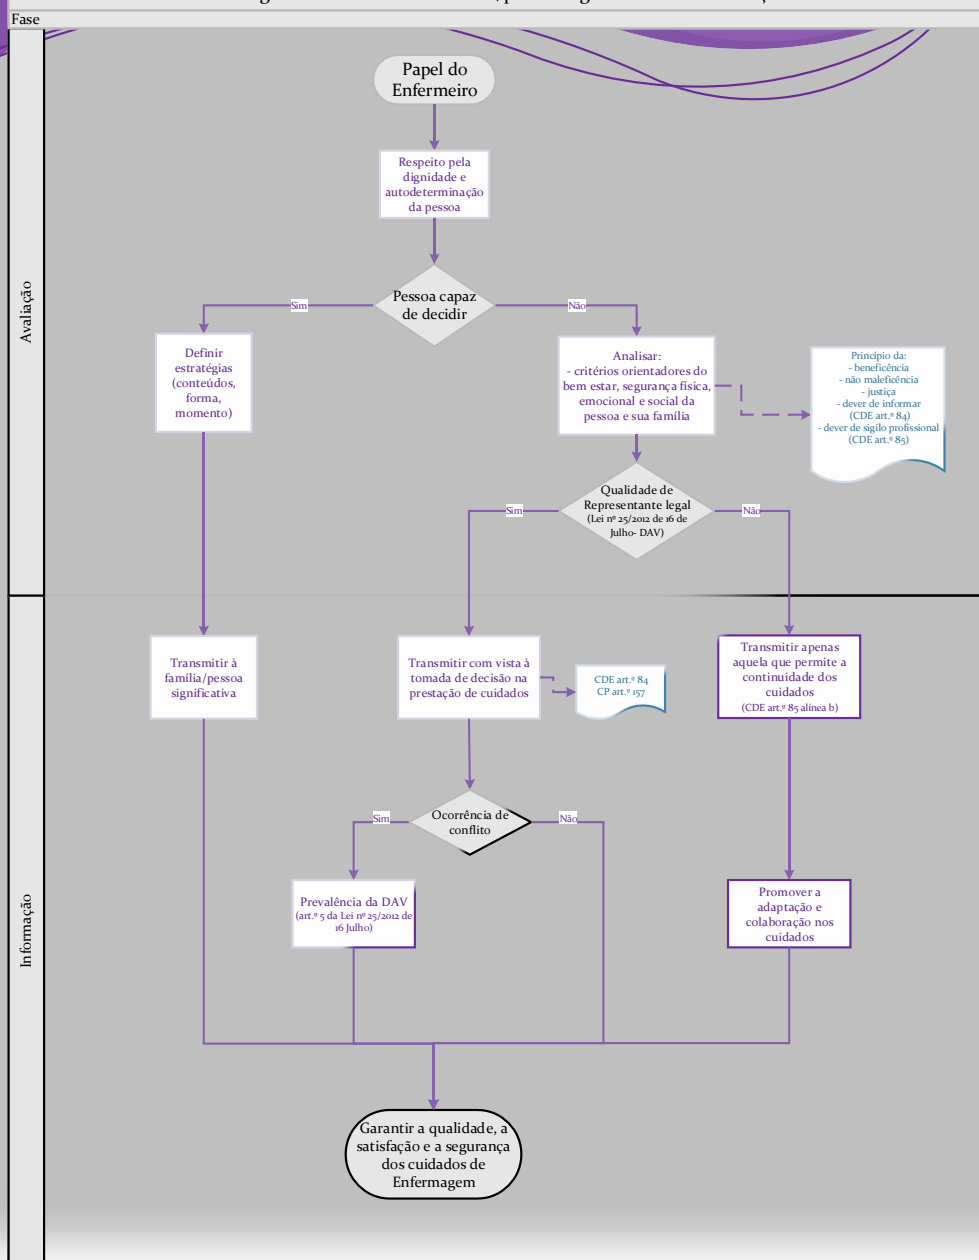 Fase
Avaliação
Papel do
Enfermeiro
Respeito pela
dignidade e
autodeterminação
da pessoa
Pessoa capaz
de decidir
Sim
Não
Definir
estratégias
(conteúdos,
forma,
momento)
Analisar:
- critérios orientadores do
bem estar, segurança física,
emocional e social da
pessoa e sua família
Princípio da:
- beneficência
- não maleficência
- justiça
- dever de informar
(CDE art.º 84)
- dever de sigilo profissional
(CDE art.º 85)
Qualidade de
Representante legal
(Lei nº 25/2012 de 16 de
Julho- DAV)
Sim
Não
Informação
Transmitir à
família/pessoa
significativa
Transmitir com vista à
tomada de decisão na
prestação de cuidados
CDE art.º 84
CP art.º 157
Transmitir apenas
aquela que permite a
continuidade dos
cuidados
(CDE art.º 85 alínea b)
Ocorrência de
conflito
Sim
Não
Prevalência da DAV
(art.º 5 da Lei nº 25/2012 de
16 Julho)
Promover a
adaptação e
colaboração nos
cuidados
Garantir a qualidade, a
satisfação e a segurança
dos cuidados de
Enfermagem